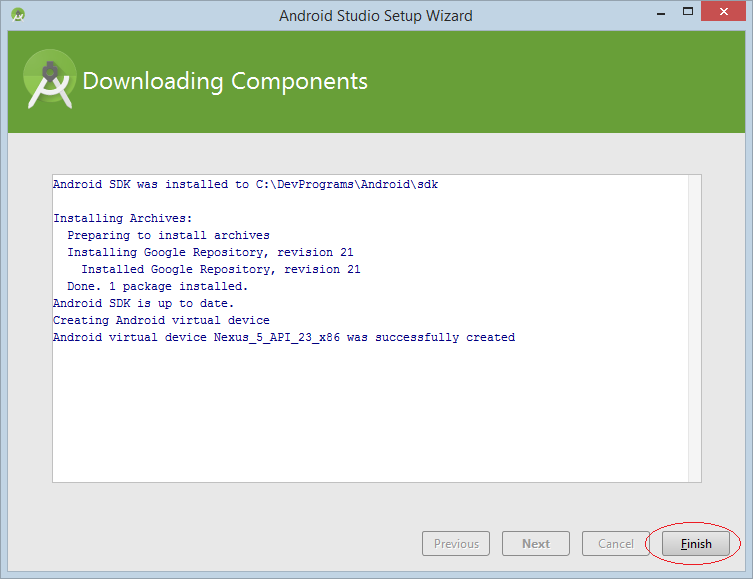 Android Studio Setup Wizard
Downloading Components
Android SDK was installed to C:\DevPrograms\Android\sdk
Installing Archives:
Preparing to install archives
Installing Google Repository, revision 21
Installed Google Repository, revision 21
Done. 1 package installed.
Android SDK is up to date.
Creating Android virtual device
Android virtual device Nexus_5_API_23_x86 was successfully created
Previous Next Cancel Finish